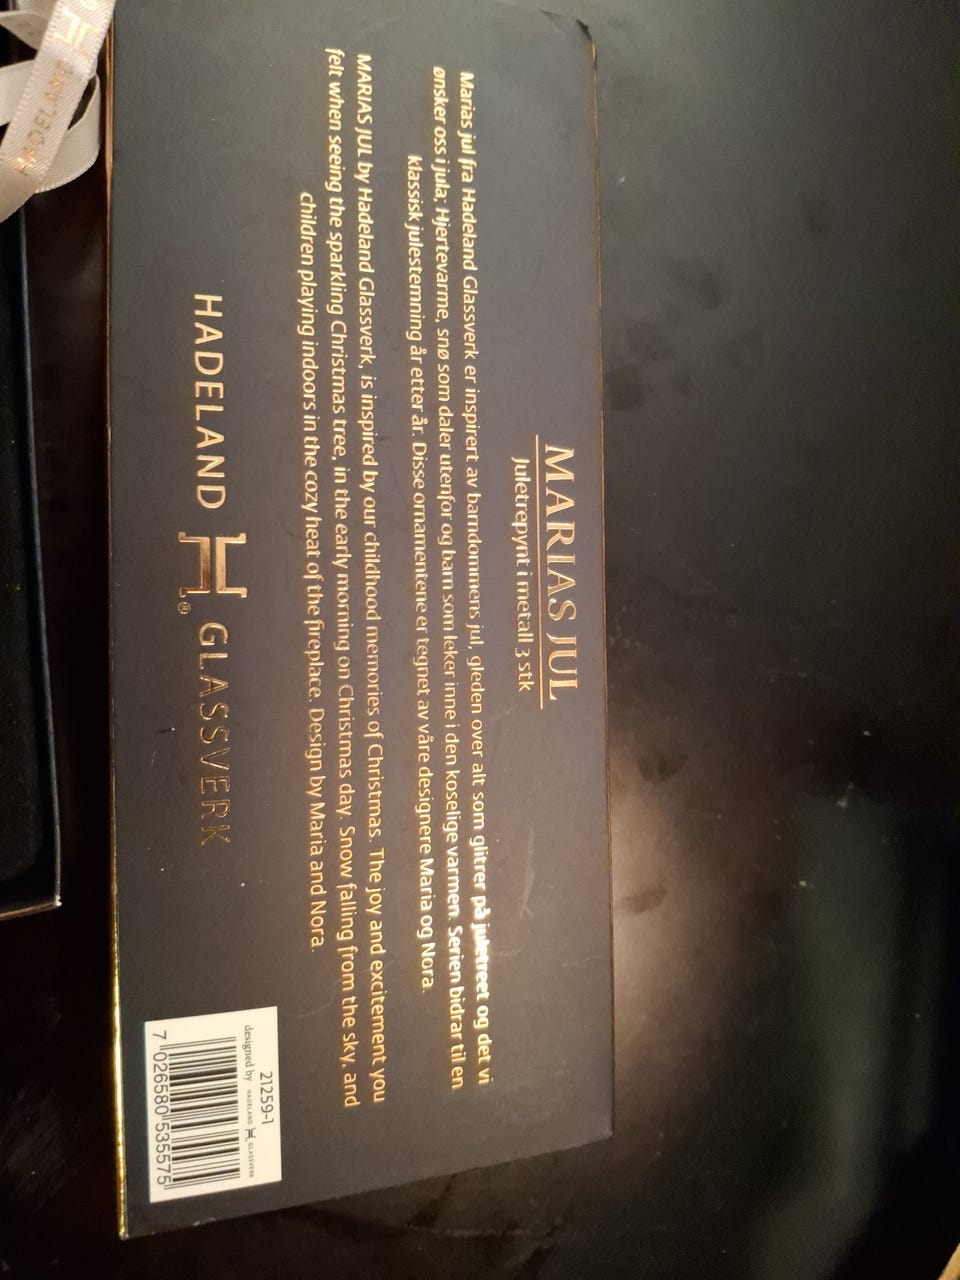 MARIAS JUL
Juletrepynt i metall 3 stk
Marias jul fra Hadeland Glassverk er inspirert av barndommens jul, gleden over alt som glitrer på juletreet og det vi
ønsker oss i jula; Hjertevarme, snø som daler utenfor og barn som leker inne i den koselige varmen. Serien bidrar til en
klassisk julestemning år etter år. Disse ornamentene er tegnet av våre designere Maria og Nora.
MARIAS JUL by Hadeland Glassverk, is inspired by our childhood memories of Christmas. The joy and excitement you
felt when seeing the sparkling Christmas tree, in the early morning on Christmas day. Snow falling from the sky, and
children playing indoors in the cozy heat of the fireplace. Design by Maria and Nora.
HADELAND H® GLASSVERK
21259-1
designed by HADELAND H GLASSVERK
7 026580 535575